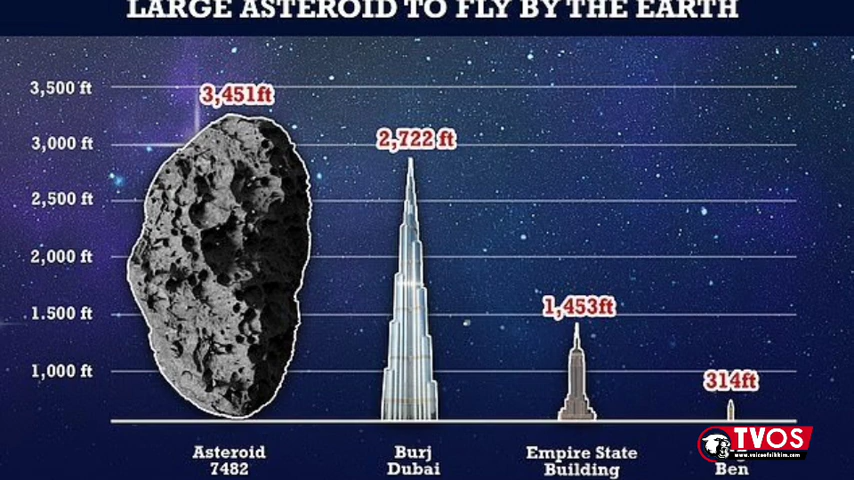 LARGE ASTEROID TO FLY BY THE EARTH
3,500 ft
3,451ft
3,000 ft
2,722 ft
2,500 ft
2,000 ft
1.500 ft
1,453ft
1,000 ft
314ft
Asteroid
7482
Burj
Dubai
Empire State
Building
Ben
TVOS
www.voiceofsikkim.com